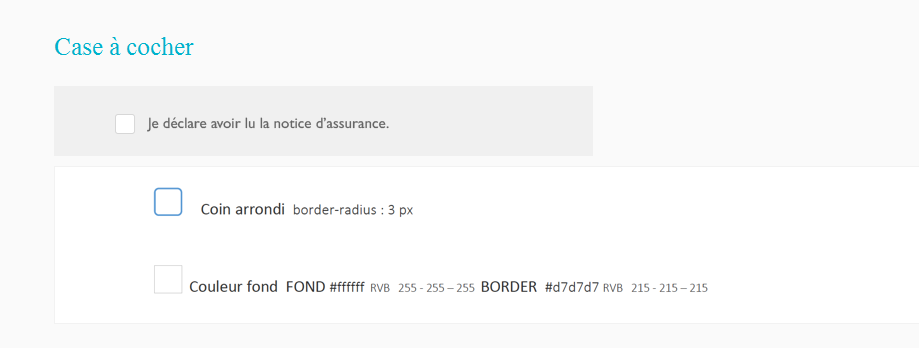 Case à cocher
Je déclare avoir lu la notice d'assurance.
Coin arrondi border-radius : 3 px
Couleur fond FOND #ffffff RVB 255 - 255 – 255 BORDER #d7d7d7 RVB 215 - 215 – 215